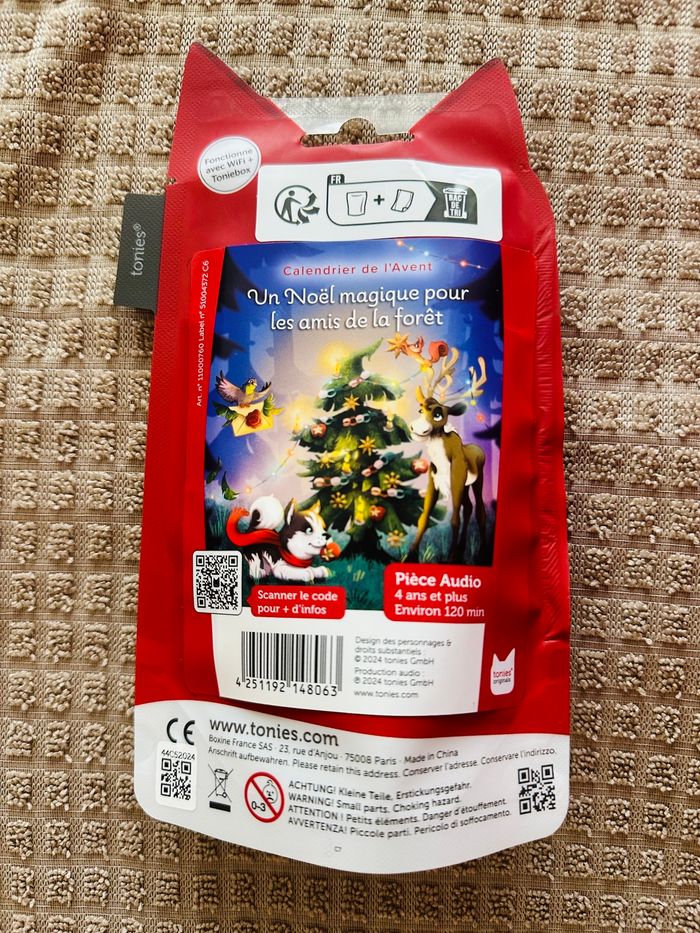 Fonctionne
avec WiFi +
Toniebox
FR
+
BAC
DE
TRI
tonies®
Art. n° 11000760 Label n° 51004372 C6
Calendrier de l'Avent
Un Noël magique pour
les amis de la forêt
Scanner le code
pour + d'infos
Pièce Audio
4 ans et plus
Environ 120 min
4 251192 148063
Design des personnages &
droits substantiels :
© 2024 tonies GmbH
Production audio :
℗ 2024 tonies GmbH
www.tonies.com
tonies®
originals
CE
44C52024
www.tonies.com
Boxine France SAS · 23, rue d'Anjou · 75008 Paris · Made in China
Anschrift aufbewahren. Please retain this address. Conserver l'adresse. Conservare l'indirizzo.
0-3
ACHTUNG! Kleine Teile. Erstickungsgefahr.
WARNING! Small parts. Choking hazard.
ATTENTION ! Petits éléments. Danger d'étouffement.
AVVERTENZA! Piccole parti. Pericolo di soffocamento.
C7